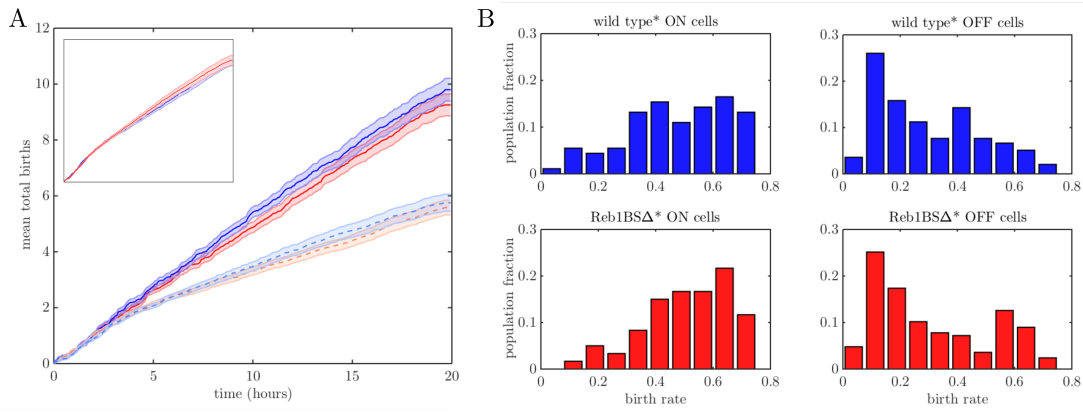 A
12
10
8
6
4
2
0
mean total births
0 5 10 15 20
time (hours)
B
wild type* ON cells
0.3
0.2
0.1
0
population fraction
0 0.2 0.4 0.6 0.8
wild type* OFF cells
0.3
0.2
0.1
0
0 0.2 0.4 0.6 0.8
Reb1BSΔ* ON cells
0.3
0.2
0.1
0
population fraction
0 0.2 0.4 0.6 0.8
birth rate
Reb1BSΔ* OFF cells
0.3
0.2
0.1
0
0 0.2 0.4 0.6 0.8
birth rate